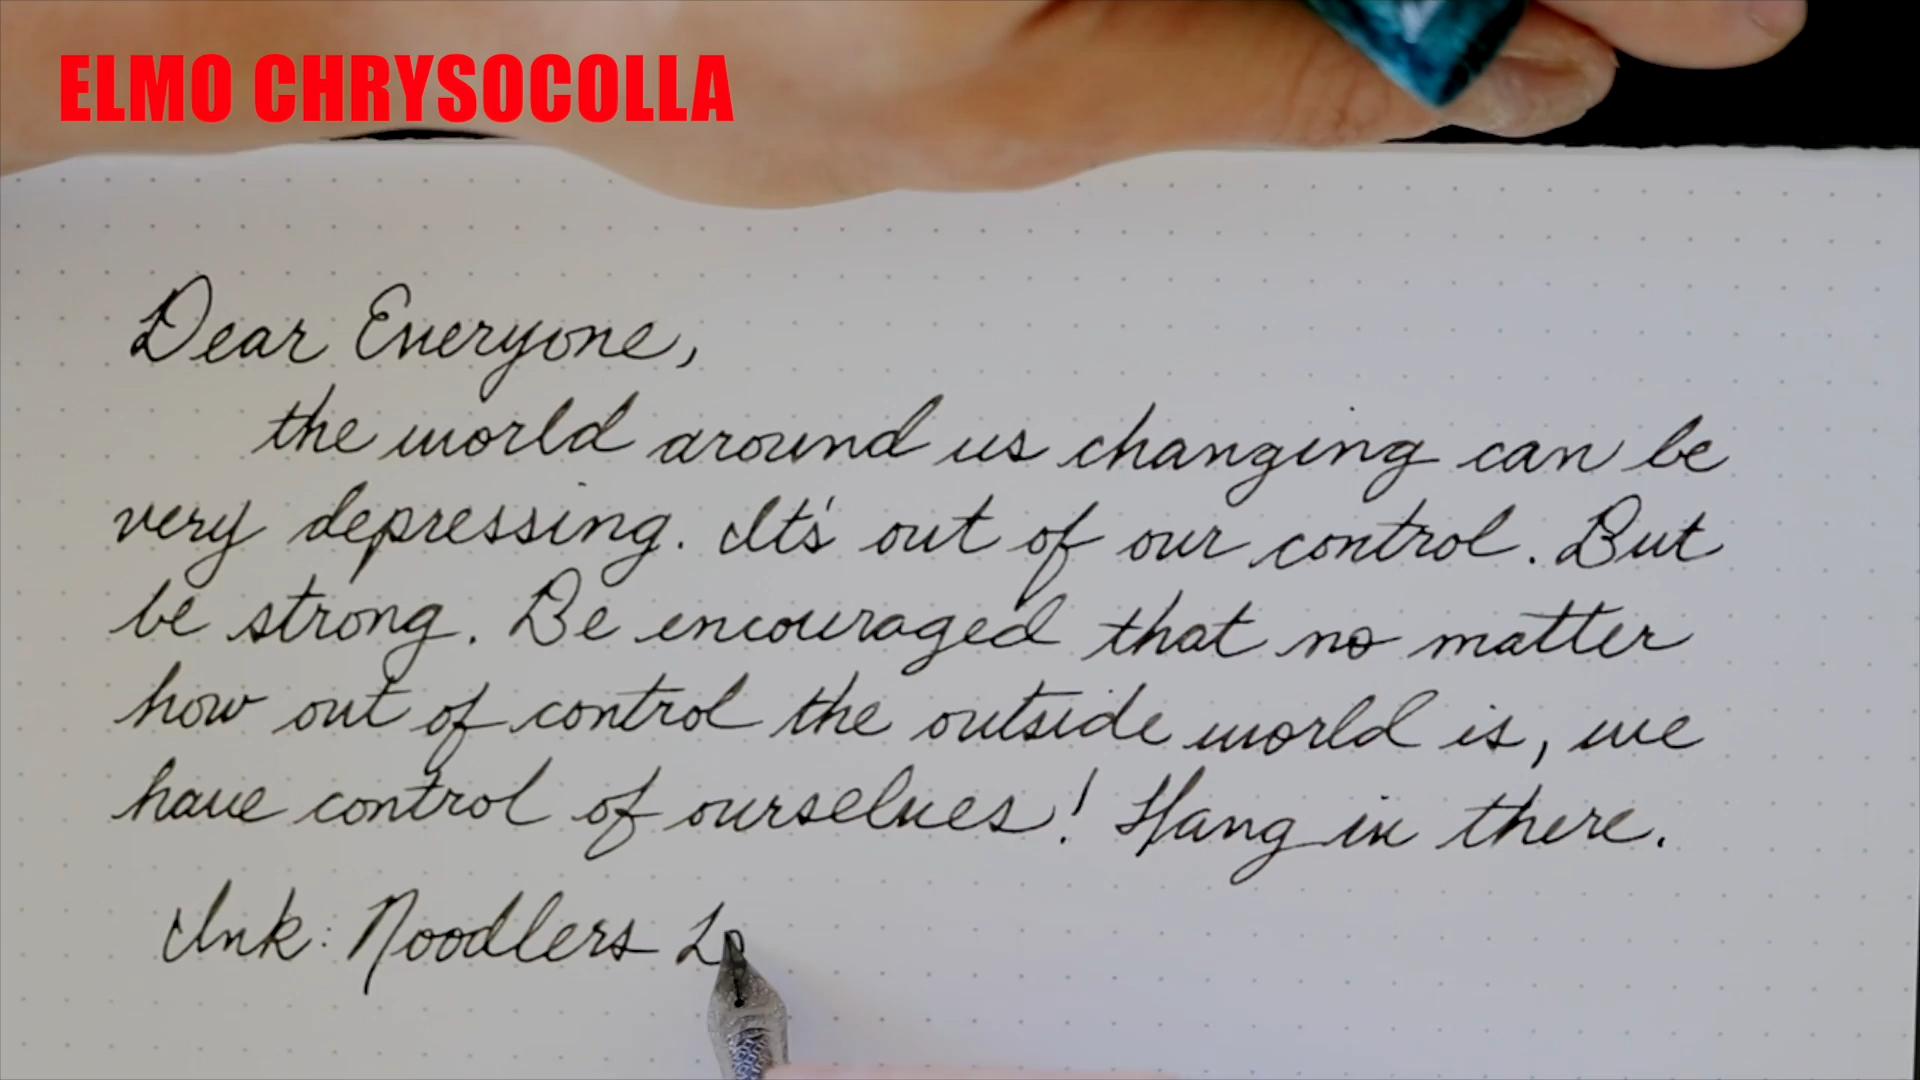 ELMO CHRYSOCOLLA
Dear Everyone,
the world around us changing can be
very depressing. It's out of our control. But
be strong. Be encouraged that no matter
how out of control the outside world is, we
have control of ourselves! Hang in there.
Ink: Noodlers